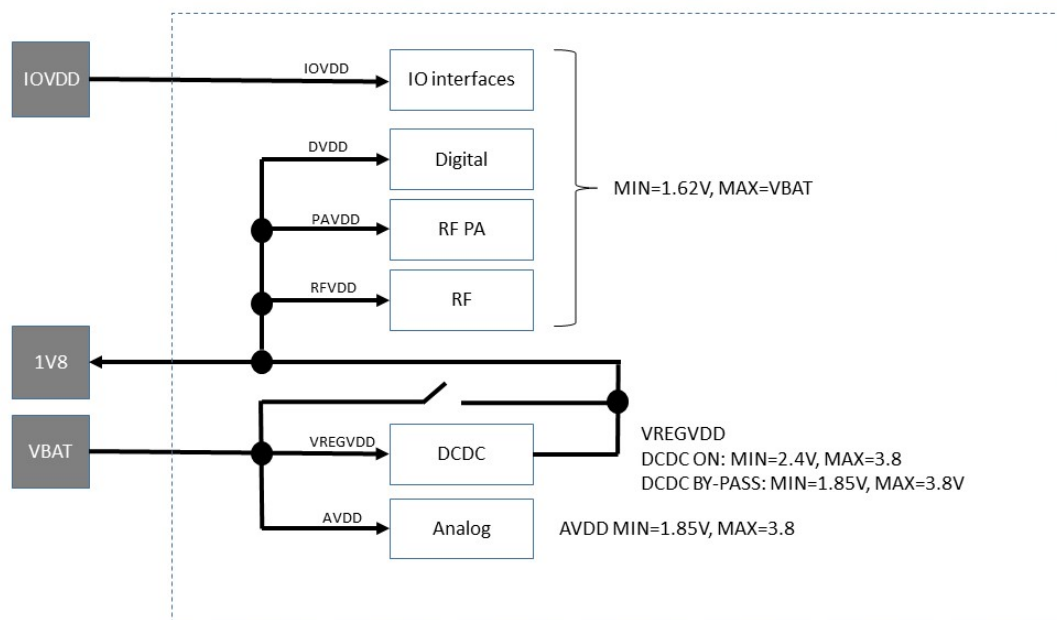 IOVDD
IOVDD
IO interfaces
DVDD
Digital
MIN=1.62V, MAX=VBAT
PAVDD
RF PA
RFVDD
RF
1V8
VBAT
VREGVDD
DCDC
VREGVDD
DCDC ON: MIN=2.4V, MAX=3.8
DCDC BY-PASS: MIN=1.85V, MAX=3.8V
AVDD
Analog
AVDD MIN=1.85V, MAX=3.8